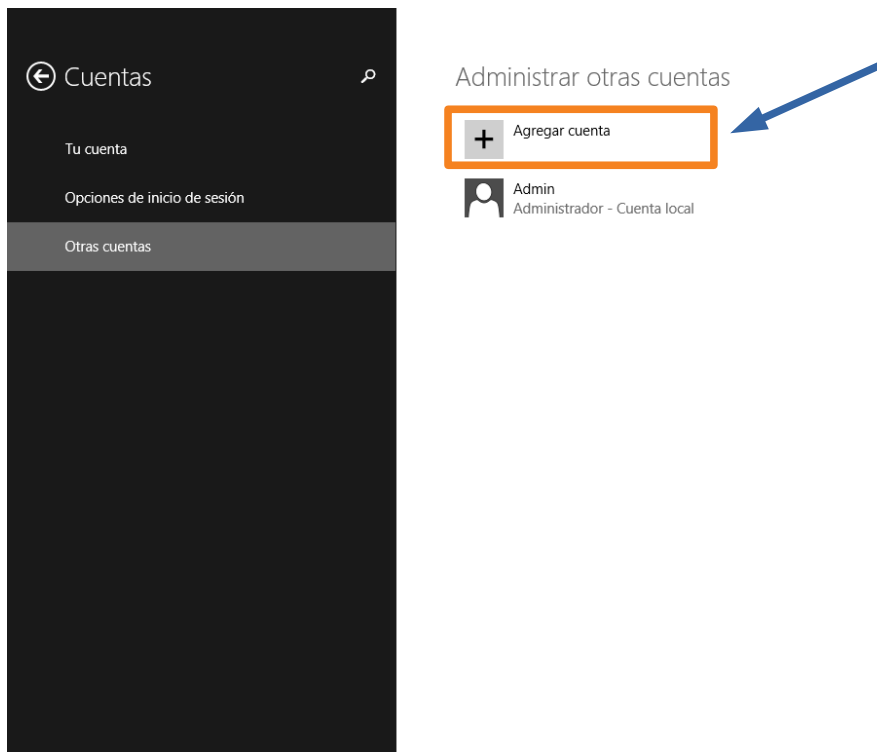 Cuentas
Tu cuenta
Opciones de inicio de sesión
Otras cuentas
Administrar otras cuentas
Agregar cuenta
Admin
Administrador - Cuenta local